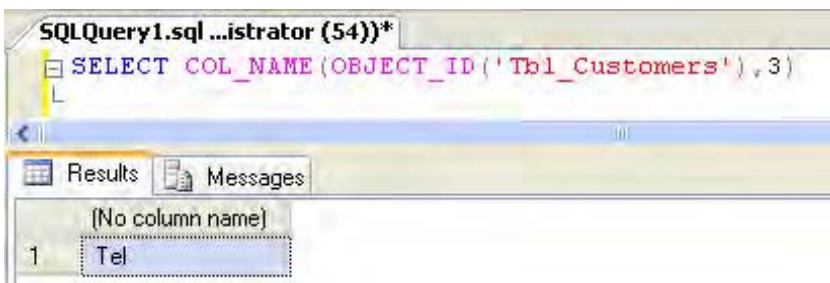 SQLQuery1.sql ...istrator (54))*
SELECT COL_NAME(OBJECT_ID('Tbl_Customers'),3)
Results Messages
(No column name)
1 Tel